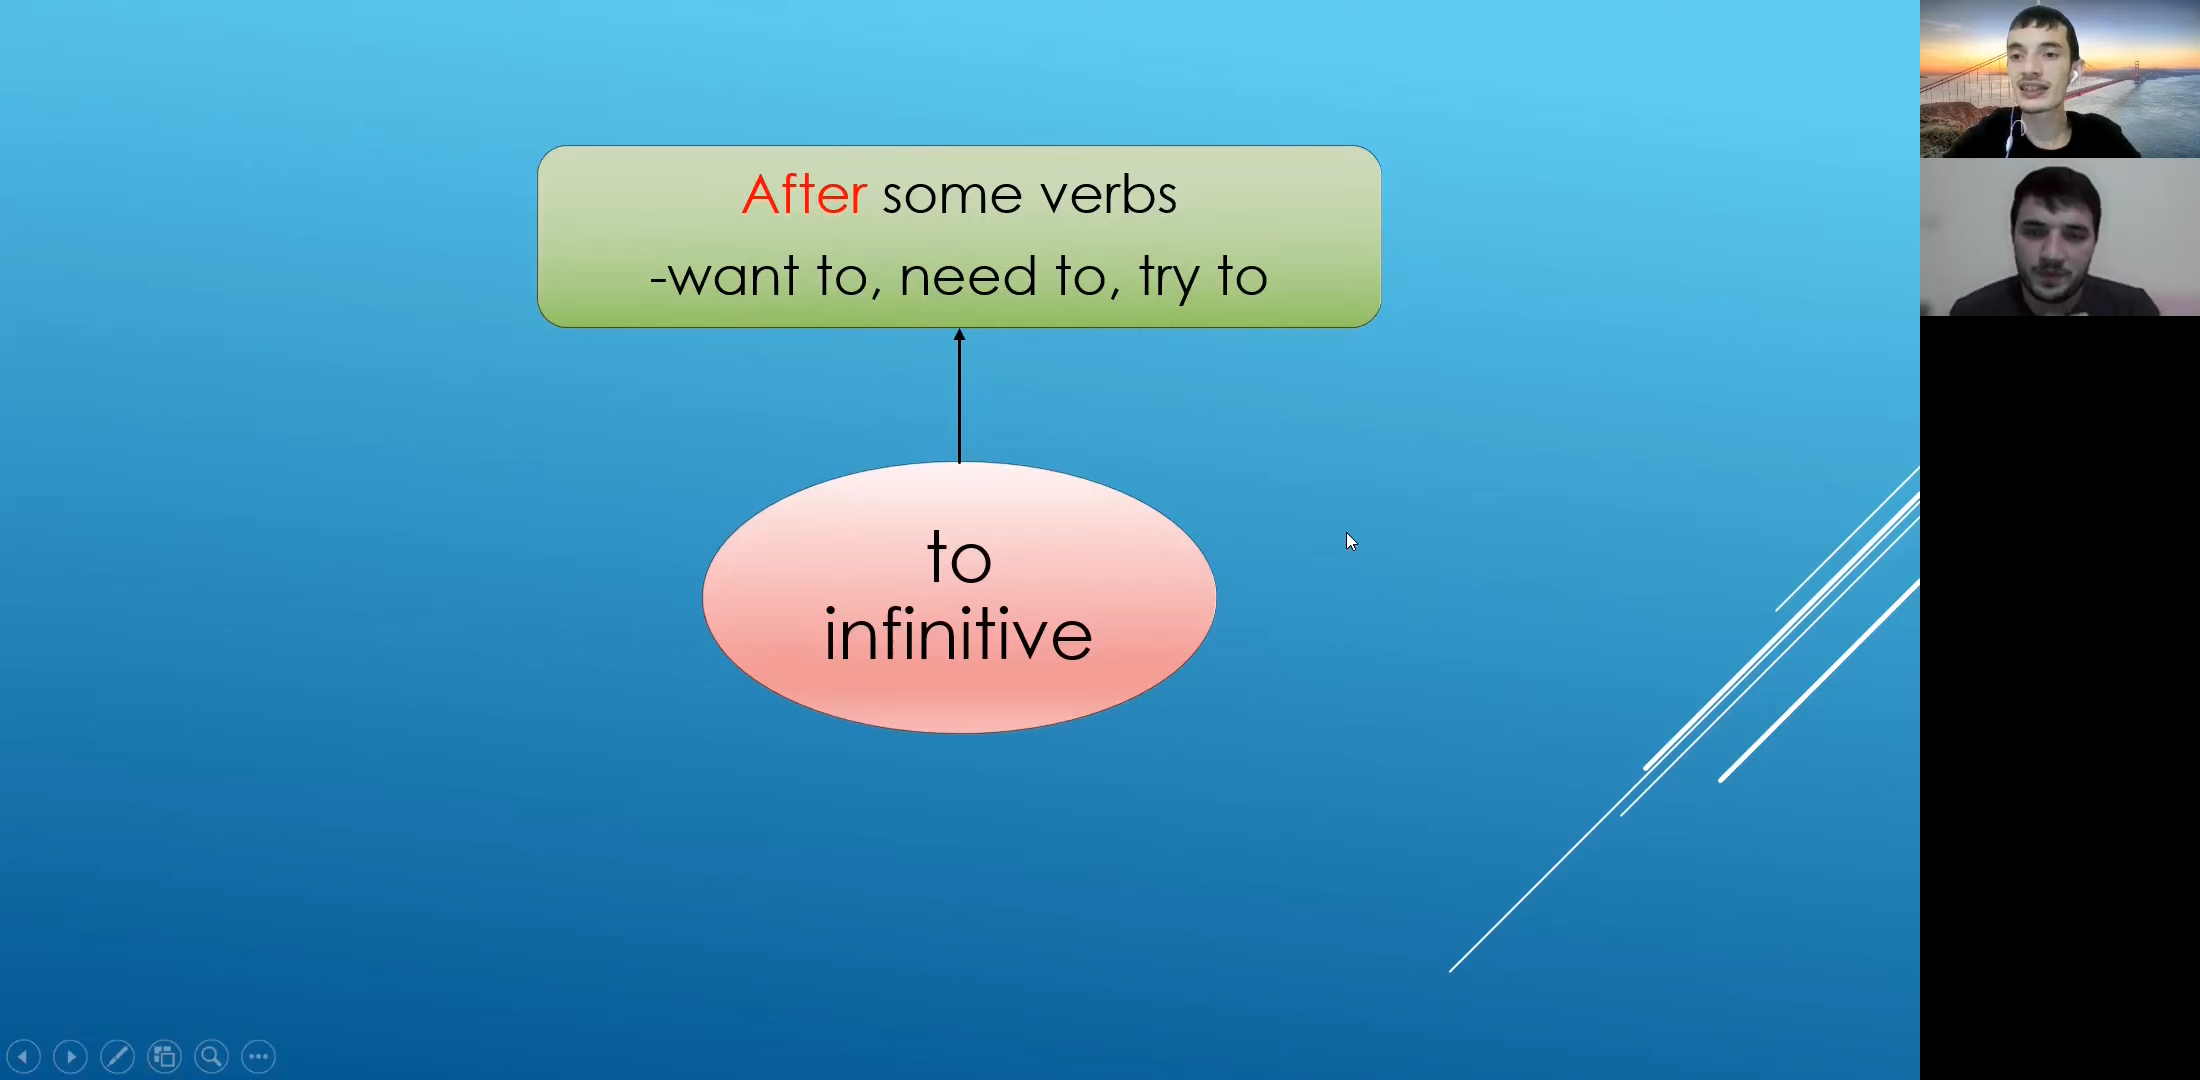 After some verbs
-want to, need to, try to
to
infinitive